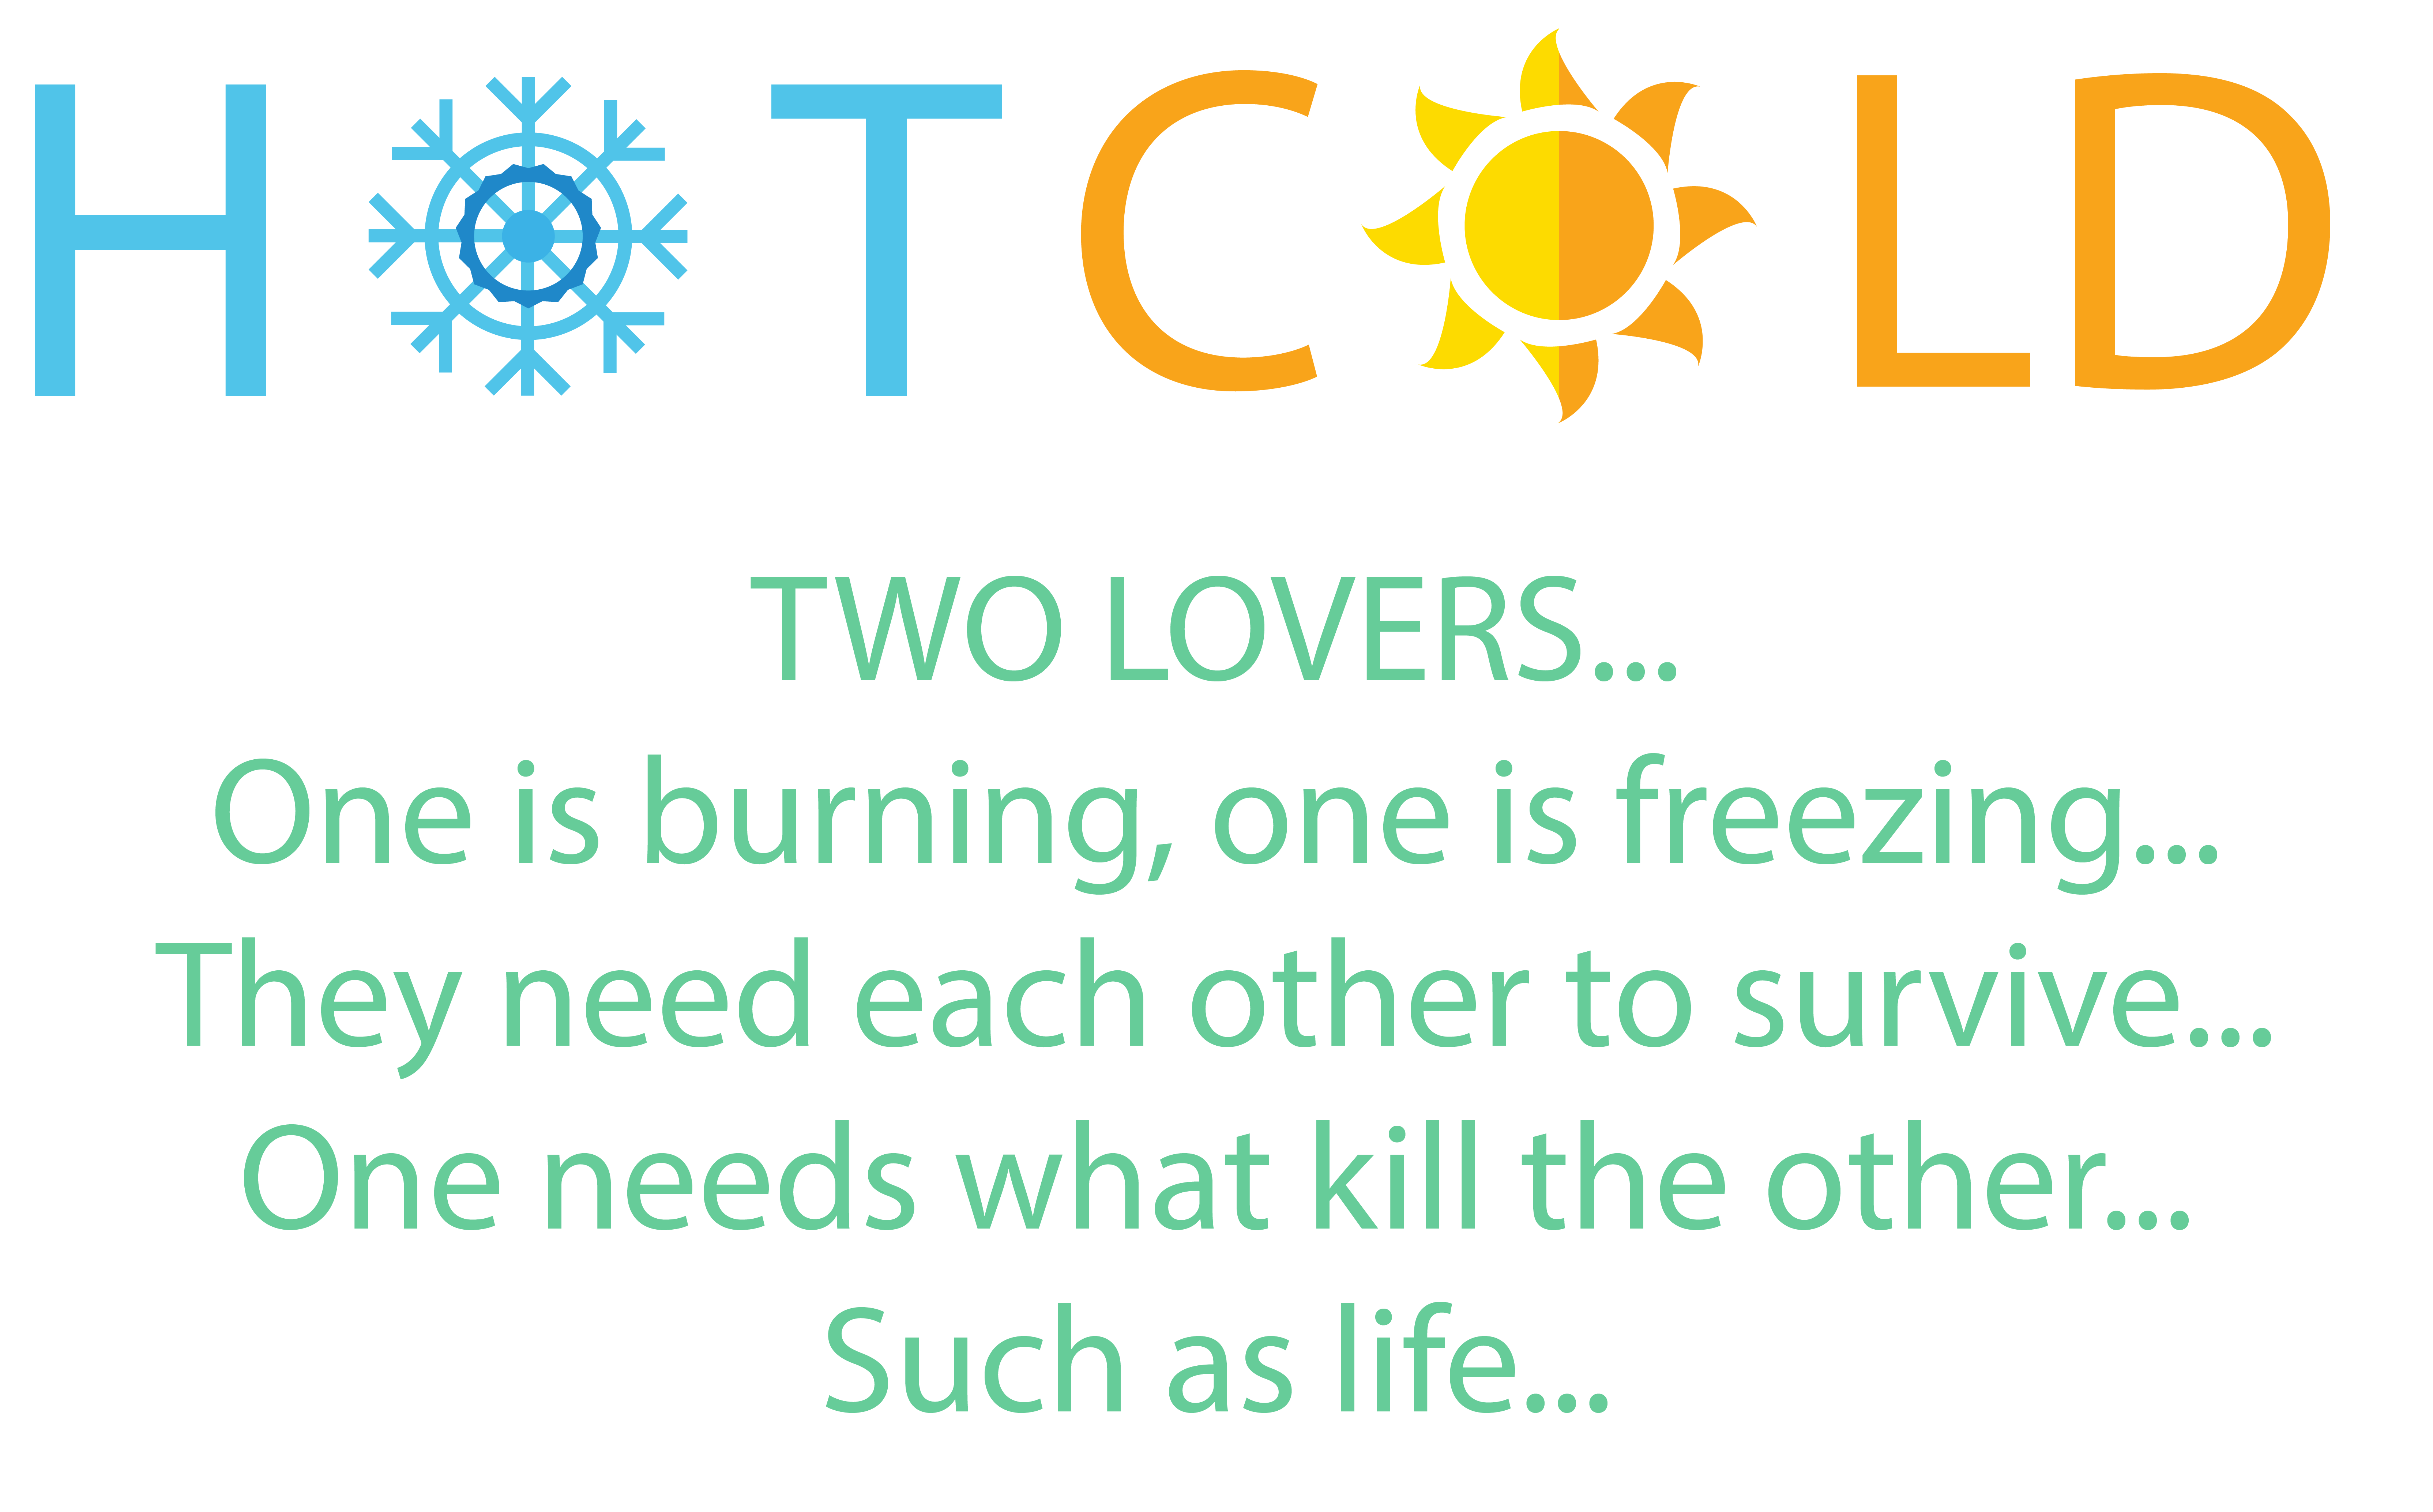 HOT COLD
TWO LOVERS...
One is burning, one is freezing...
They need each other to survive...
One needs what kill the other...
Such as life...